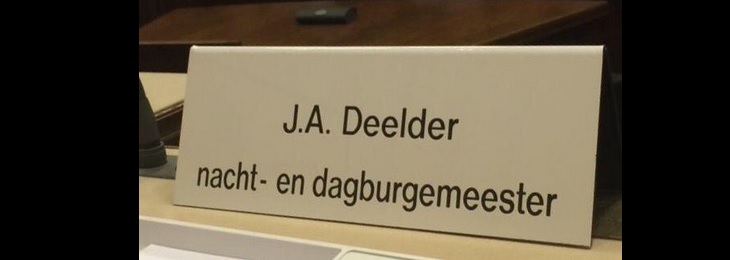 J.A. Deelder
nacht- en dagburgemeester